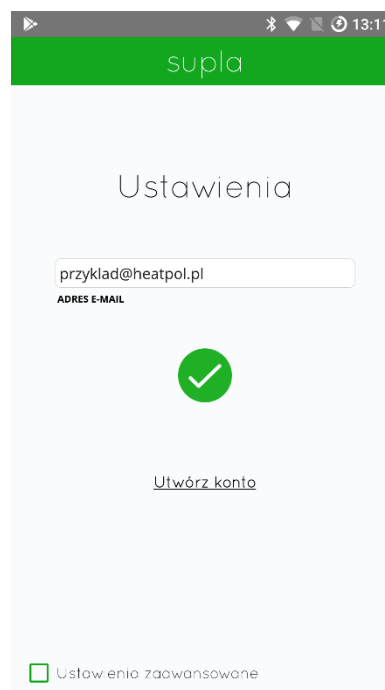 13:11
supla
Ustawienia
przyklad@heatpol.pl
ADRES E-MAIL
Utwórz konto
Ustawienia zaawansowane